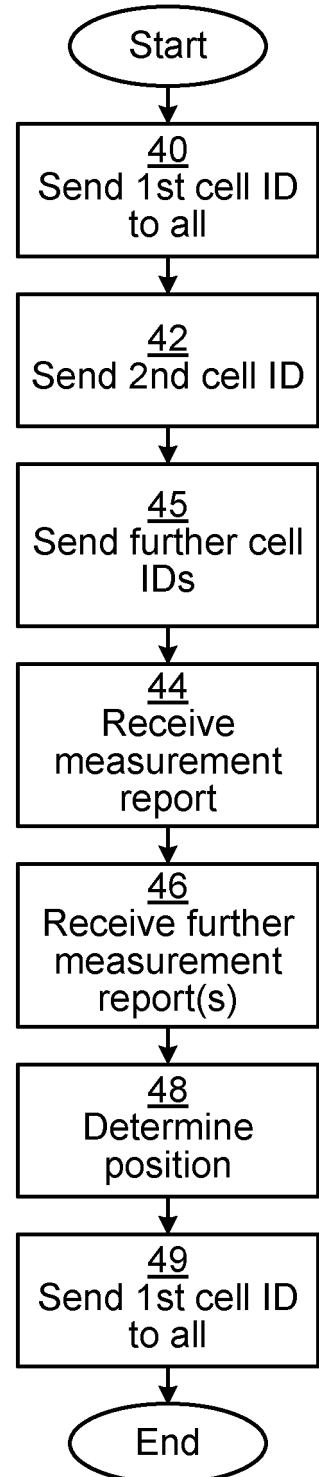 Start
40
Send 1st cell ID
to all
42
Send 2nd cell ID
45
Send further cell
IDs
44
Receive
measurement
report
46
Receive further
measurement
report(s)
48
Determine
position
49
Send 1st cell ID
to all
End